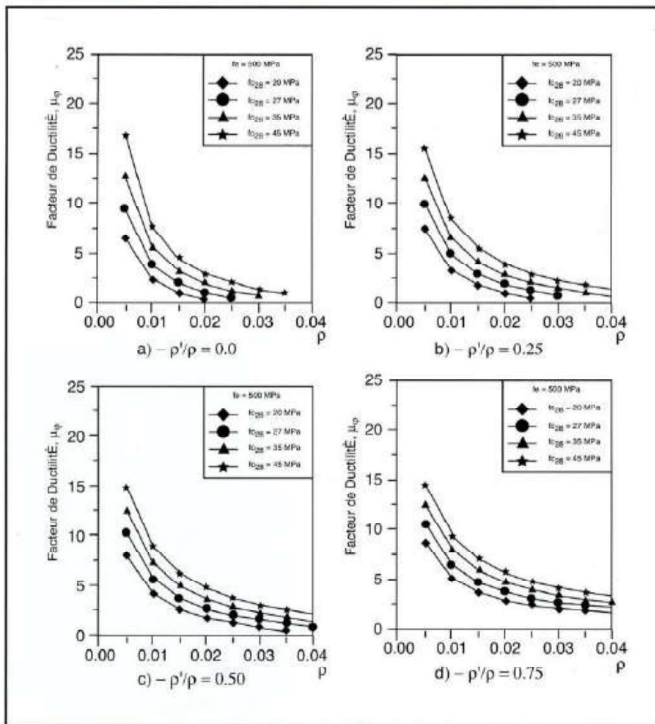 25
20
15
10
5
0
Facteur de DuctilitÈ, μφ
fe = 500 MPa
fc28 = 20 MPa
fc28 = 27 MPa
fc28 = 35 MPa
fc28 = 45 MPa
0.00 0.01 0.02 0.03 0.04
ρ
a) – ρ'/ρ = 0.0
25
20
15
10
5
0
Facteur de DuctilitÈ, μφ
fe = 500 MPa
fc28 = 20 MPa
fc28 = 27 MPa
fc28 = 35 MPa
fc28 = 45 MPa
0.00 0.01 0.02 0.03 0.04
ρ
b) – ρ'/ρ = 0.25
25
20
15
10
5
0
Facteur de DuctilitÈ, μφ
fe = 500 MPa
fc28 = 20 MPa
fc28 = 27 MPa
fc28 = 35 MPa
fc28 = 45 MPa
0.00 0.01 0.02 0.03 0.04
ρ
c) – ρ'/ρ = 0.50
25
20
15
10
5
0
Facteur de DuctilitÈ, μφ
fe = 500 MPa
fc28 – 20 MPa
fc28 = 27 MPa
fc28 = 35 MPa
fc28 = 45 MPa
0.00 0.01 0.02 0.03 0.04
ρ
d) – ρ'/ρ = 0.75